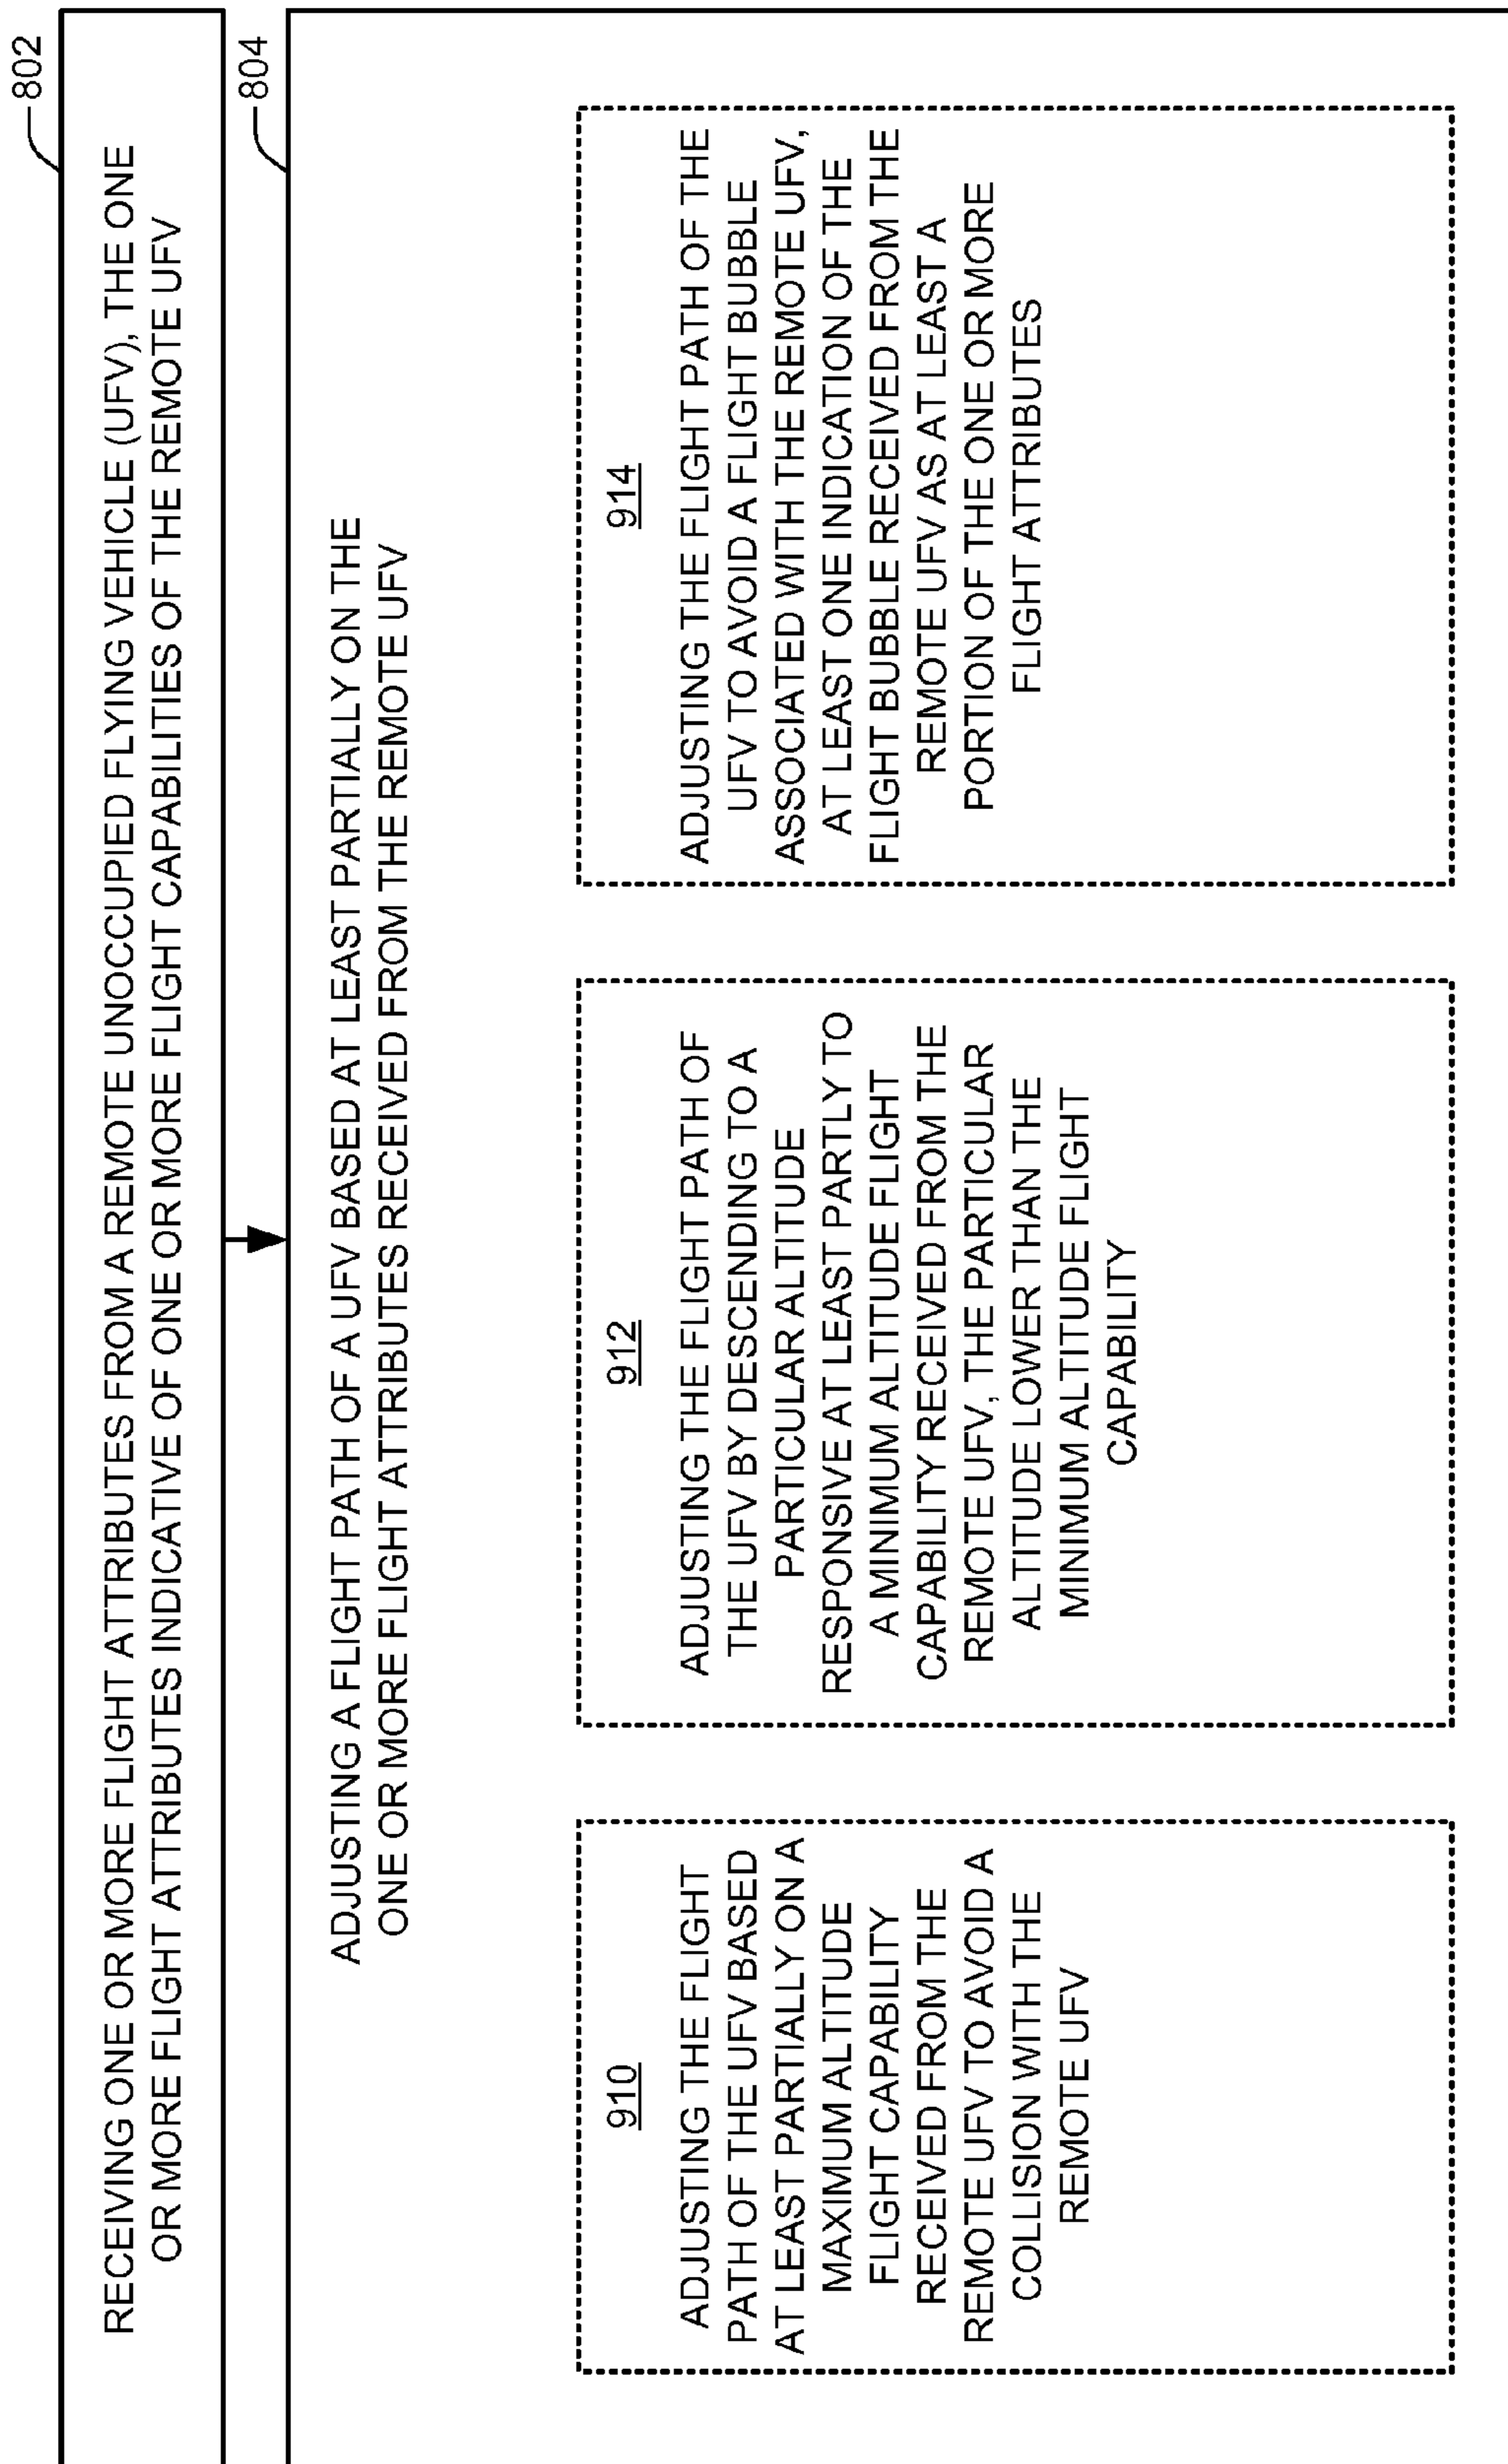 802
RECEIVING ONE OR MORE FLIGHT ATTRIBUTES FROM A REMOTE UNOCCUPIED FLYING VEHICLE (UFV), THE ONE
OR MORE FLIGHT ATTRIBUTES INDICATIVE OF ONE OR MORE FLIGHT CAPABILITIES OF THE REMOTE UFV
804
ADJUSTING A FLIGHT PATH OF A UFV BASED AT LEAST PARTIALLY ON THE
ONE OR MORE FLIGHT ATTRIBUTES RECEIVED FROM THE REMOTE UFV
910
ADJUSTING THE FLIGHT
PATH OF THE UFV BASED
AT LEAST PARTIALLY ON A
MAXIMUM ALTITUDE
FLIGHT CAPABILITY
RECEIVED FROM THE
REMOTE UFV TO AVOID A
COLLISION WITH THE
REMOTE UFV
912
ADJUSTING THE FLIGHT PATH OF
THE UFV BY DESCENDING TO A
PARTICULAR ALTITUDE
RESPONSIVE AT LEAST PARTLY TO
A MINIMUM ALTITUDE FLIGHT
CAPABILITY RECEIVED FROM THE
REMOTE UFV, THE PARTICULAR
ALTITUDE LOWER THAN THE
MINIMUM ALTITUDE FLIGHT
CAPABILITY
914
ADJUSTING THE FLIGHT PATH OF THE
UFV TO AVOID A FLIGHT BUBBLE
ASSOCIATED WITH THE REMOTE UFV,
AT LEAST ONE INDICATION OF THE
FLIGHT BUBBLE RECEIVED FROM THE
REMOTE UFV AS AT LEAST A
PORTION OF THE ONE OR MORE
FLIGHT ATTRIBUTES